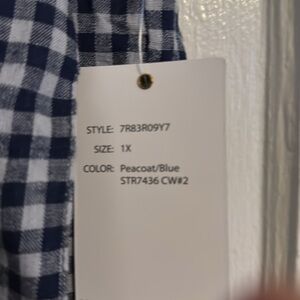 STYLE: 7R83R09Y7
SIZE: 1X
COLOR: Peacoat/Blue
STR7436 CW#2